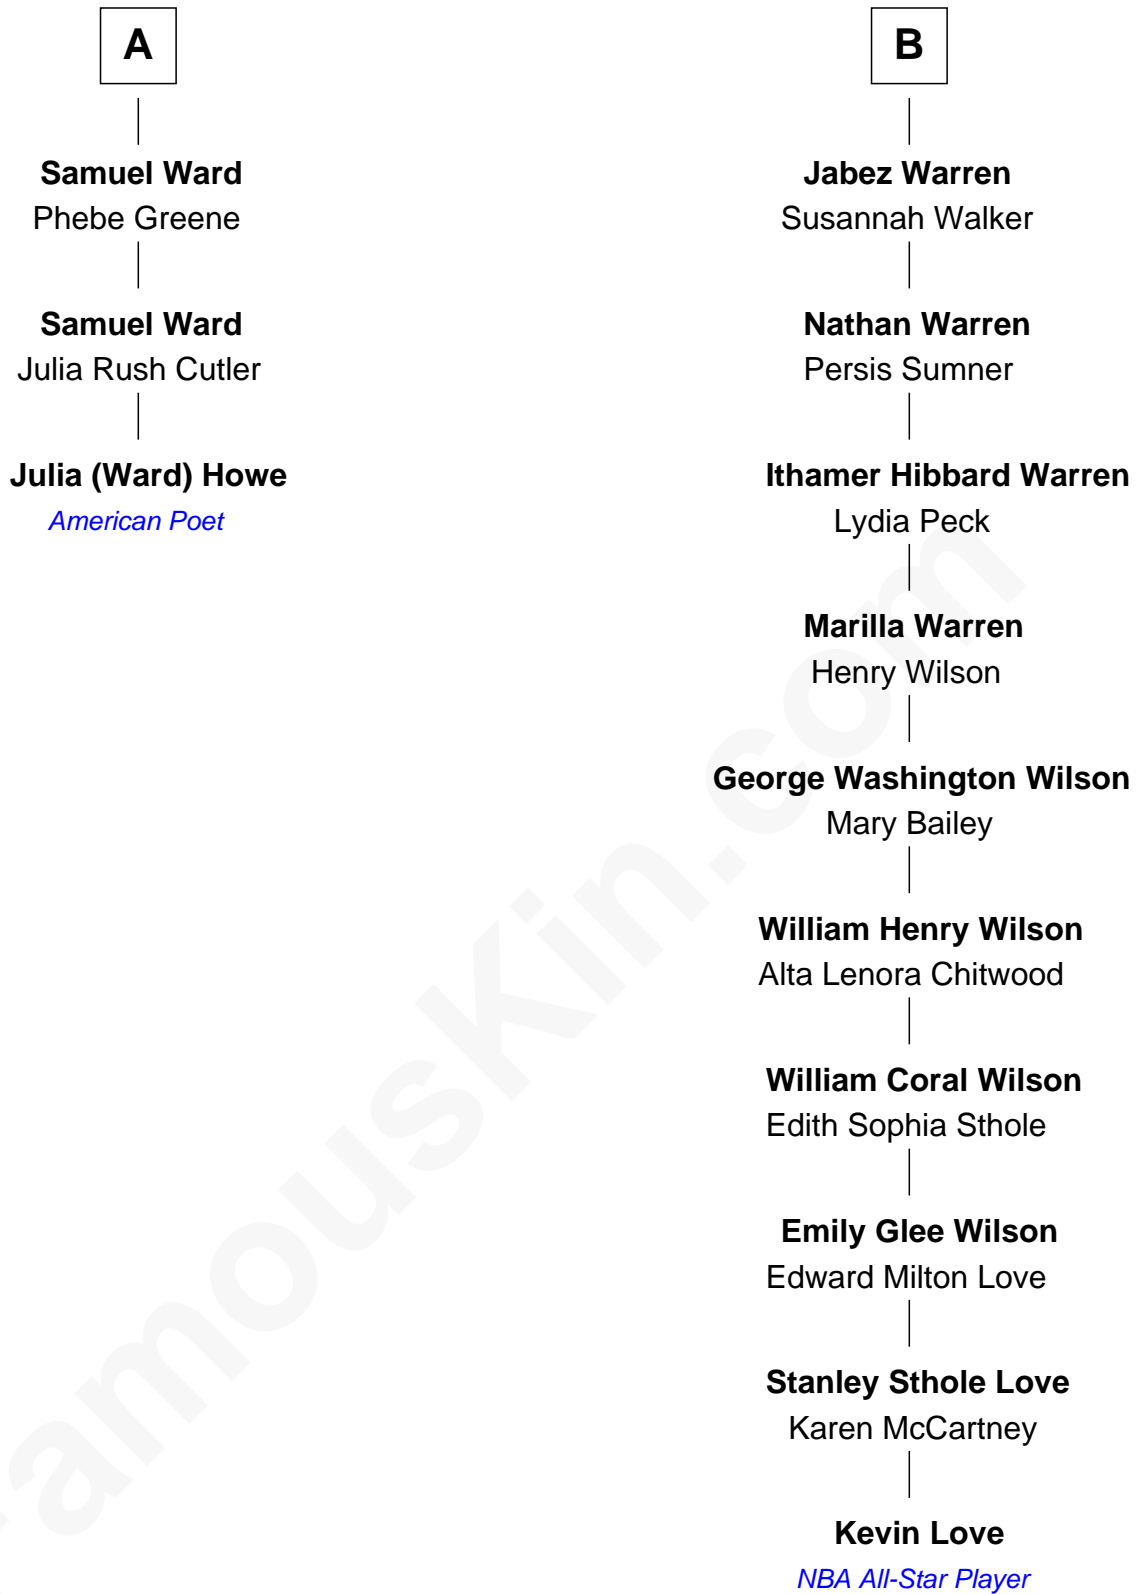 A
Samuel Ward
Phebe Greene
Samuel Ward
Julia Rush Cutler
Julia (Ward) Howe
American Poet
B
Jabez Warren
Susannah Walker
Nathan Warren
Persis Sumner
Ithamer Hibbard Warren
Lydia Peck
Marilla Warren
Henry Wilson
George Washington Wilson
Mary Bailey
William Henry Wilson
Alta Lenora Chitwood
William Coral Wilson
Edith Sophia Sthole
Emily Glee Wilson
Edward Milton Love
Stanley Sthole Love
Karen McCartney
Kevin Love
NBA All-Star Player
FamousKin.com